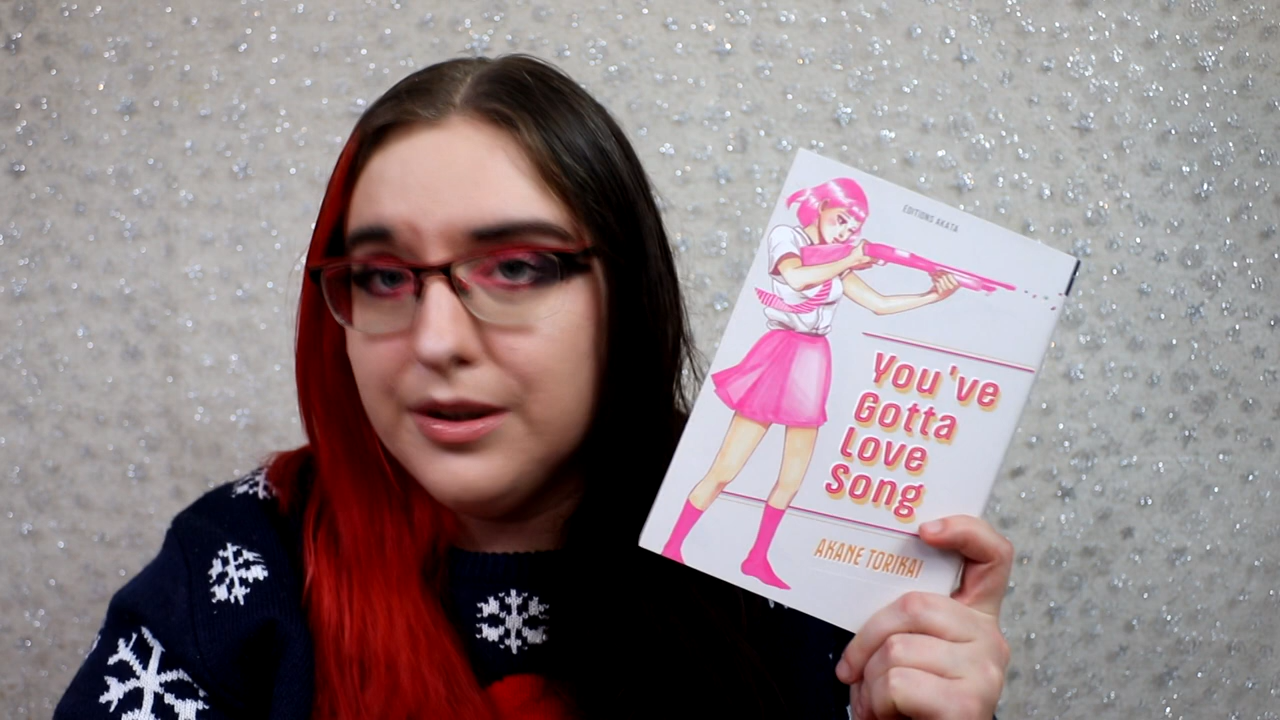 EDITIONS AKATA
You've
Gotta
Love
Song
AKANE TORIKAI